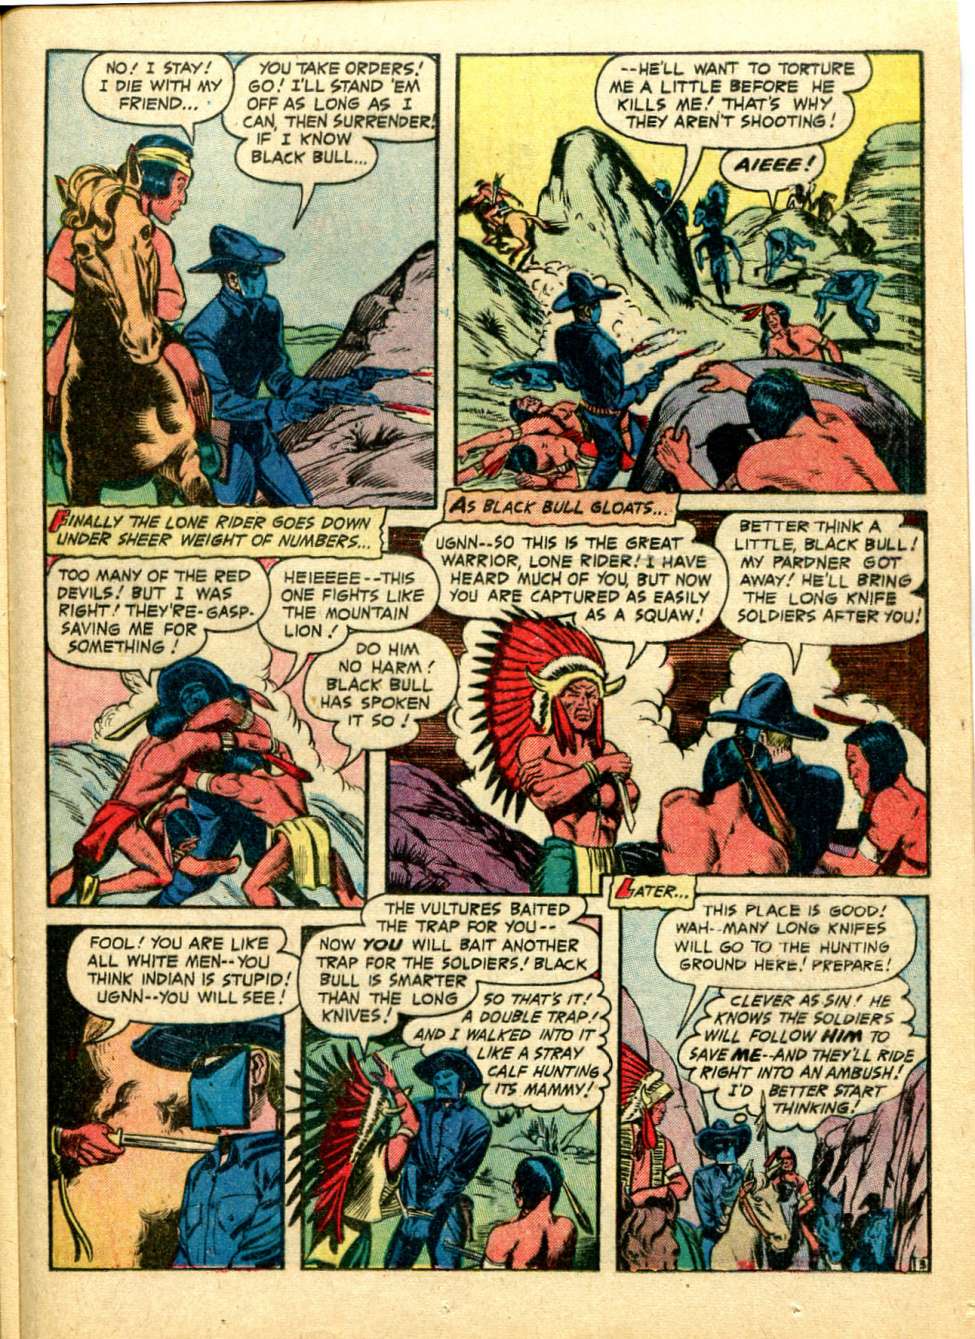 NO! I STAY!
I DIE WITH MY
FRIEND...
YOU TAKE ORDERS!
GO! I'LL STAND 'EM
OFF AS LONG AS I
CAN, THEN SURRENDER!
IF I KNOW
BLACK BULL...
--HE'LL WANT TO TORTURE
ME A LITTLE BEFORE HE
KILLS ME! THAT'S WHY
THEY AREN'T SHOOTING!
AIEEE!
FINALLY THE LONE RIDER GOES DOWN
UNDER SHEER WEIGHT OF NUMBERS...
TOO MANY OF THE RED
DEVILS! BUT I WAS
RIGHT! THEY'RE-GASP-
SAVING ME FOR
SOMETHING!
HEIEEEE--THIS
ONE FIGHTS LIKE
THE MOUNTAIN
LION!
DO HIM
NO HARM!
BLACK BULL
HAS SPOKEN
IT SO!
AS BLACK BULL GLOATS...
UGNN--SO THIS IS THE GREAT
WARRIOR, LONE RIDER! I HAVE
HEARD MUCH OF YOU, BUT NOW
YOU ARE CAPTURED AS EASILY
AS A SQUAW!
BETTER THINK A
LITTLE, BLACK BULL!
MY PARDNER GOT
AWAY! HE'LL BRING
THE LONG KNIFE
SOLDIERS AFTER YOU!
FOOL! YOU ARE LIKE
ALL WHITE MEN--YOU
THINK INDIAN IS STUPID!
UGNN--YOU WILL SEE!
THE VULTURES BAITED
THE TRAP FOR YOU--
NOW YOU WILL BAIT ANOTHER
TRAP FOR THE SOLDIERS! BLACK
BULL IS SMARTER
THAN THE LONG
KNIVES!
SO THAT'S IT!
A DOUBLE TRAP!
AND I WALKED INTO IT
LIKE A STRAY
CALF HUNTING
ITS MAMMY!
LATER...
THIS PLACE IS GOOD!
WAH--MANY LONG KNIFES
WILL GO TO THE HUNTING
GROUND HERE! PREPARE!
CLEVER AS SIN! HE
KNOWS THE SOLDIERS
WILL FOLLOW HIM TO
SAVE ME--AND THEY'LL RIDE
RIGHT INTO AN AMBUSH!
I'D BETTER START
THINKING!